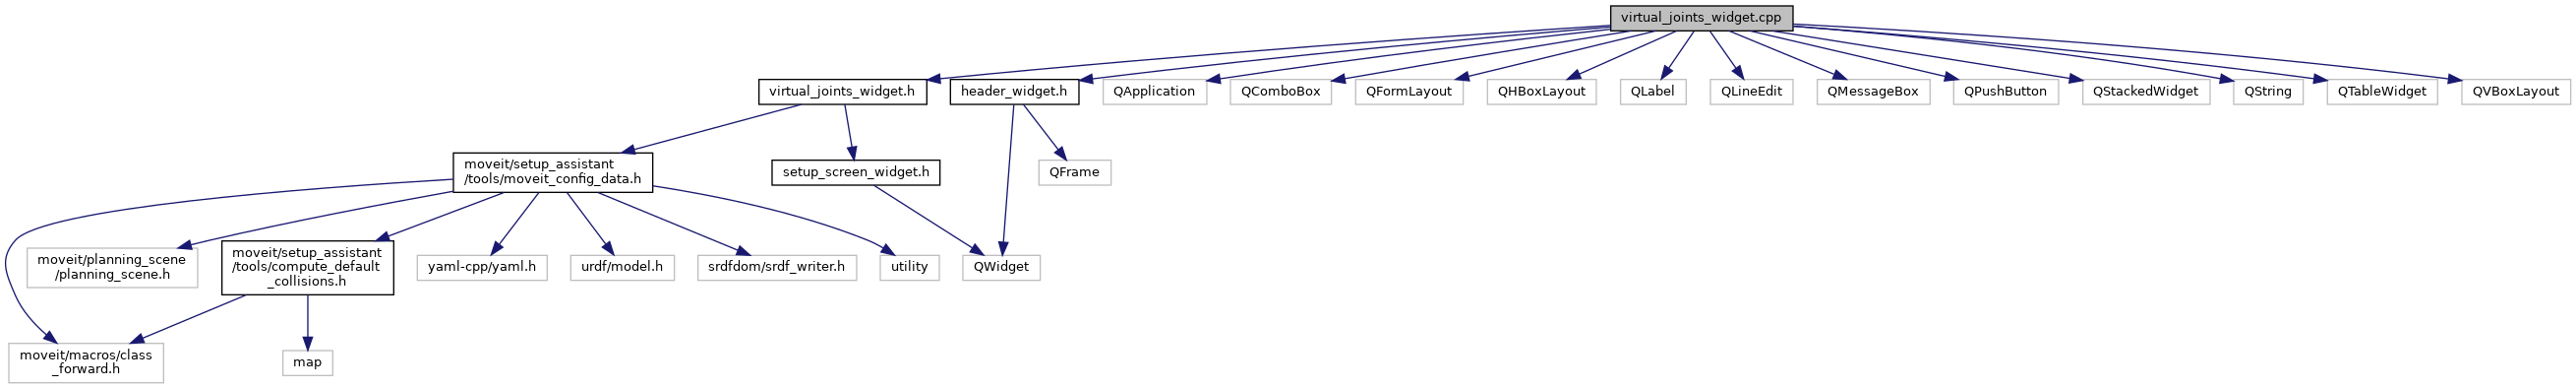 virtual_joints_widget.cpp
virtual_joints_widget.h
header_widget.h
QApplication
QComboBox
QFormLayout
QHBoxLayout
QLabel
QLineEdit
QMessageBox
QPushButton
QStackedWidget
QString
QTableWidget
QVBoxLayout
moveit/setup_assistant
/tools/moveit_config_data.h
setup_screen_widget.h
QFrame
moveit/planning_scene
/planning_scene.h
moveit/setup_assistant
/tools/compute_default
_collisions.h
yaml-cpp/yaml.h
urdf/model.h
srdfdom/srdf_writer.h
utility
QWidget
moveit/macros/class
_forward.h
map